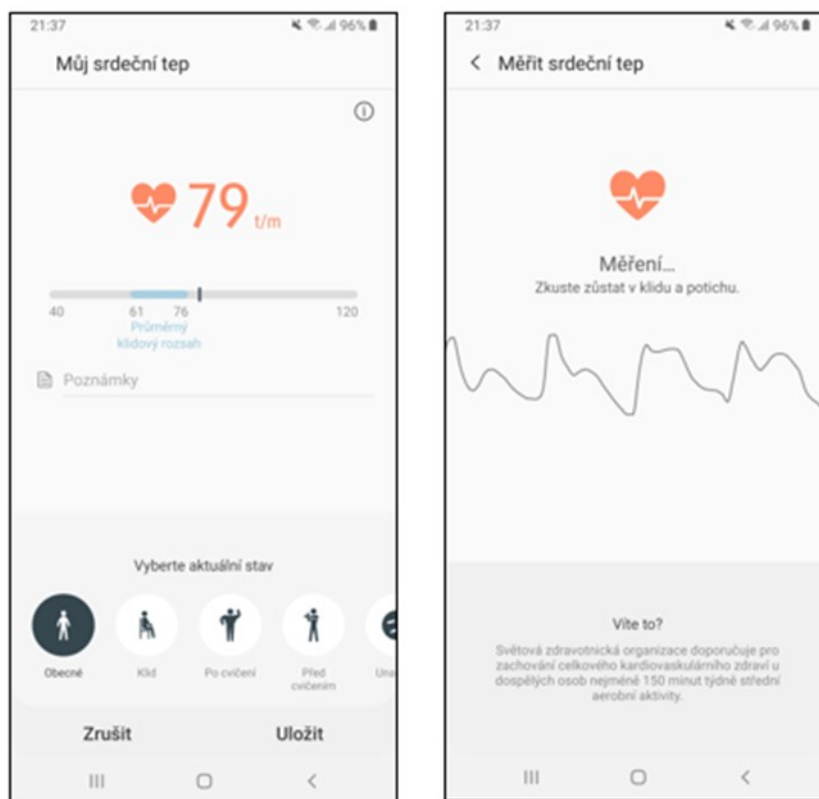 21:37
96%
Můj srdeční tep
79 t/m
40 61 76 120
Průměrný
klidový rozsah
Poznámky
Vyberte aktuální stav
Obecné
Klid
Po cvičení
Před
cvičením
Una
Zrušit
Uložit
21:37
96%
Měřit srdeční tep
Měření...
Zkuste zůstat v klidu a potichu.
Víte to?
Světová zdravotnická organizace doporučuje pro
zachování celkového kardiovaskulárního zdraví u
dospělých osob nejméně 150 minut týdně střední
aerobní aktivity.